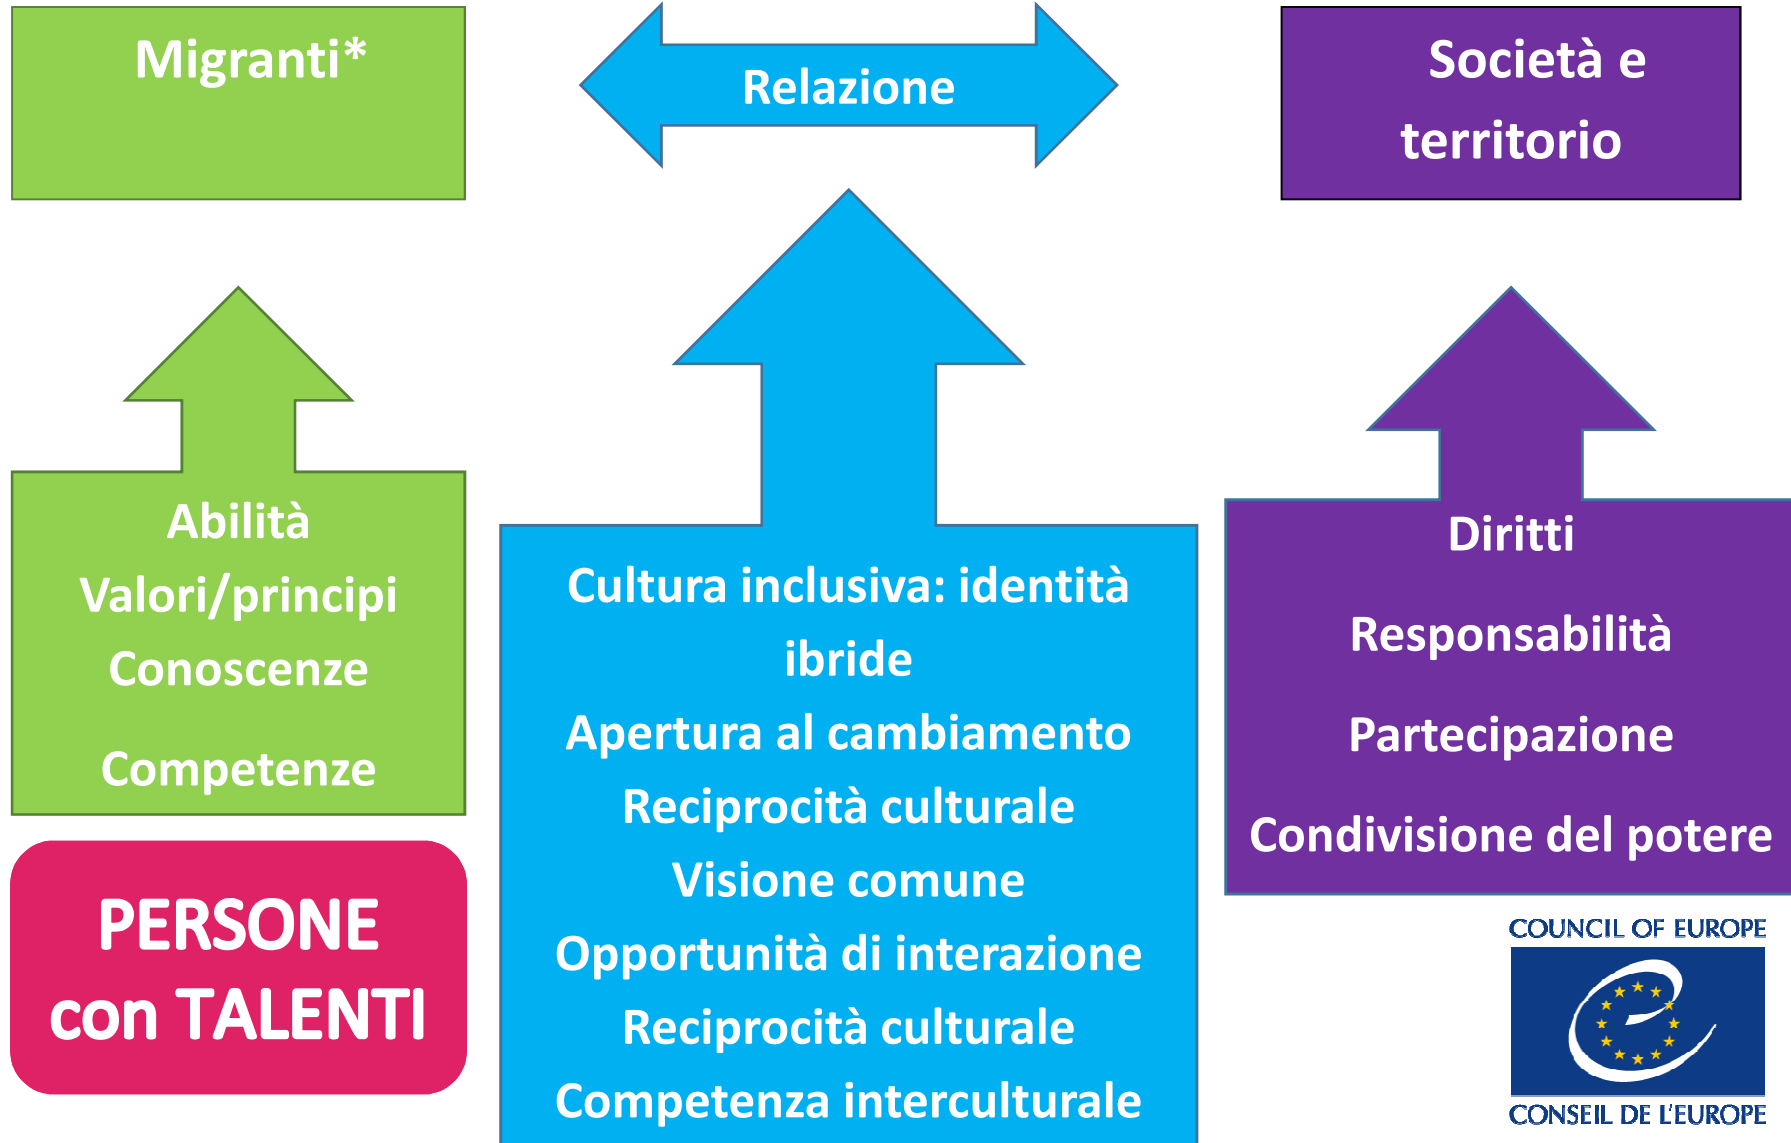 Migranti*
Relazione
Società e
territorio
Abilità
Valori/principi
Conoscenze
Competenze
PERSONE
con TALENTI
Cultura inclusiva: identità
ibride
Apertura al cambiamento
Reciprocità culturale
Visione comune
Opportunità di interazione
Reciprocità culturale
Competenza interculturale
Diritti
Responsabilità
Partecipazione
Condivisione del potere
COUNCIL OF EUROPE
CONSEIL DE L'EUROPE